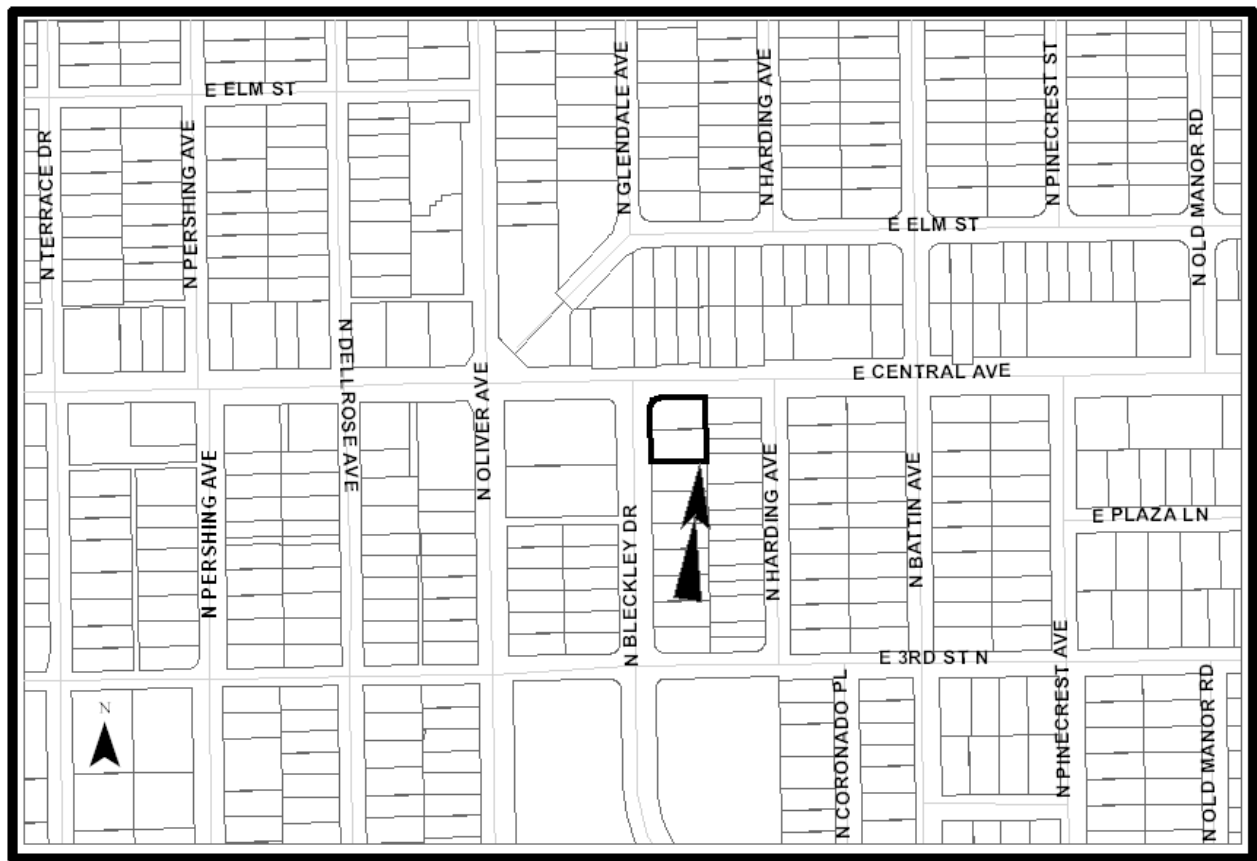 E ELM ST
N GLENDALE AVE
N HARDING AVE
N PINECREST ST
N OLD MANOR RD
N TERRACE DR
N PERSHING AVE
E ELM ST
N DELLROSE AVE
N OLIVER AVE
E CENTRAL AVE
N PERSHING AVE
N BLECKLEY DR
N HARDING AVE
N BATTIN AVE
E PLAZA LN
E 3RD ST N
N PINECREST AVE
N CORONADO PL
N OLD MANOR RD
N